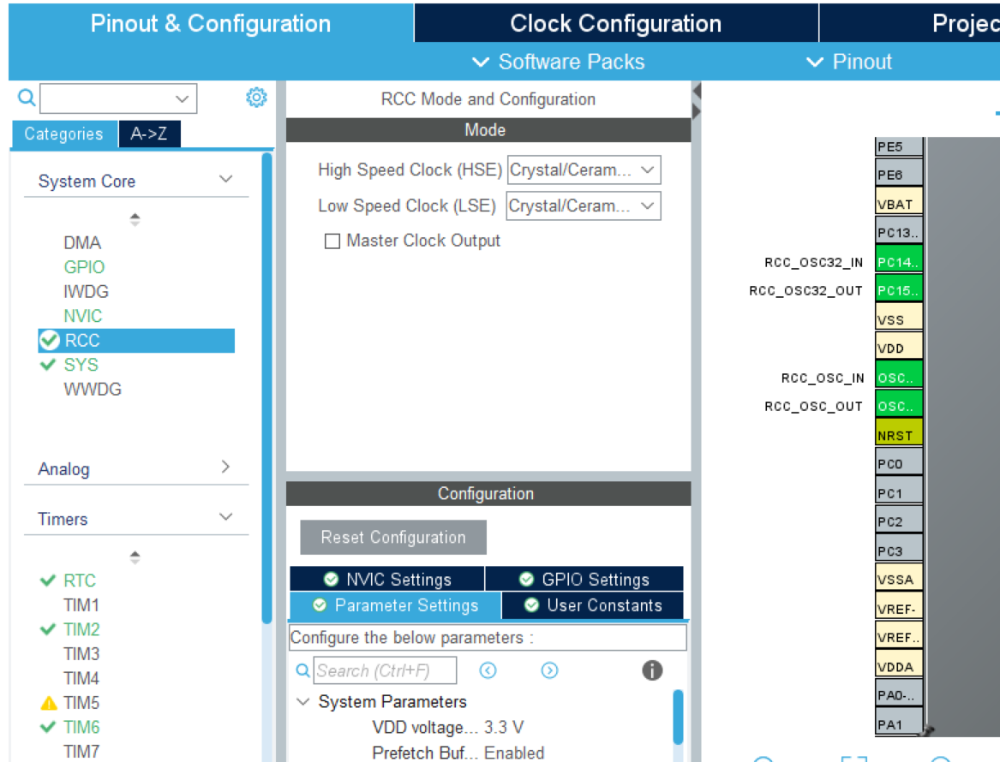 Pinout & Configuration
Clock Configuration
Projec
Software Packs
Pinout
Categories
A->Z
System Core
DMA
GPIO
IWDG
NVIC
RCC
SYS
WWDG
Analog
Timers
RTC
TIM1
TIM2
TIM3
TIM4
TIM5
TIM6
TIM7
RCC Mode and Configuration
Mode
High Speed Clock (HSE) Crystal/Ceram...
Low Speed Clock (LSE) Crystal/Ceram...
Master Clock Output
Configuration
Reset Configuration
NVIC Settings
GPIO Settings
Parameter Settings
User Constants
Configure the below parameters :
Search (Ctrl+F)
System Parameters
VDD voltage... 3.3 V
Prefetch Buf... Enabled
PE5
PE6
VBAT
PC13..
RCC_OSC32_IN PC14..
RCC_OSC32_OUT PC15..
VSS
VDD
RCC_OSC_IN OSC..
RCC_OSC_OUT OSC..
NRST
PC0
PC1
PC2
PC3
VSSA
VREF-
VREF..
VDDA
PA0-..
PA1